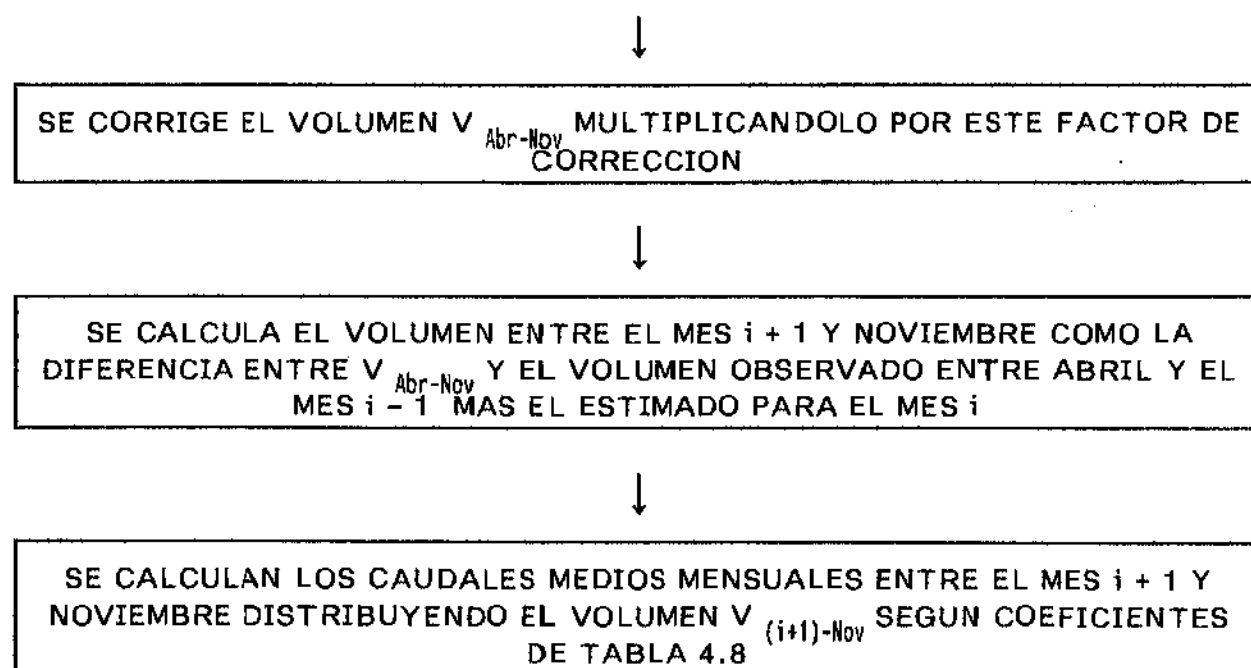 ↓
SE CORRIGE EL VOLUMEN V Abr-Nov MULTIPLICANDOLO POR ESTE FACTOR DE
CORRECCION
↓
SE CALCULA EL VOLUMEN ENTRE EL MES i + 1 Y NOVIEMBRE COMO LA
DIFERENCIA ENTRE V Abr-Nov Y EL VOLUMEN OBSERVADO ENTRE ABRIL Y EL
MES i - 1 MAS EL ESTIMADO PARA EL MES i
↓
SE CALCULAN LOS CAUDALES MEDIOS MENSUALES ENTRE EL MES i + 1 Y
NOVIEMBRE DISTRIBUYENDO EL VOLUMEN V (i+1)-Nov SEGUN COEFICIENTES
DE TABLA 4.8